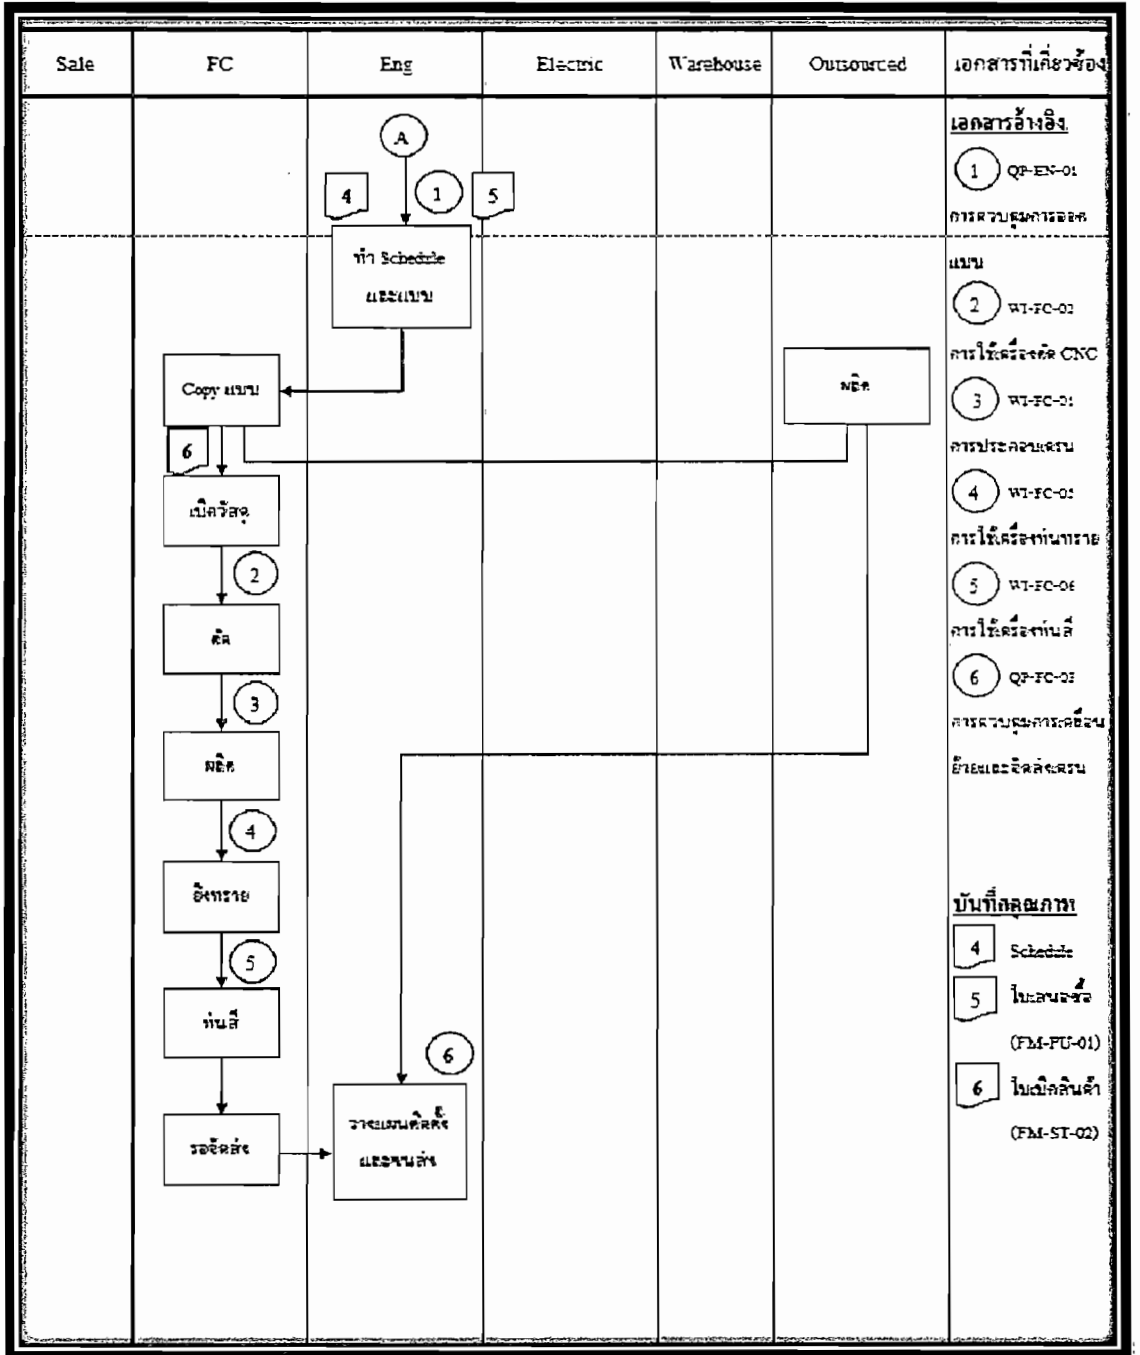 Sale
FC
Eng
Electric
Warehouse
Outsourced
เอกสารที่เกี่ยวข้อง
A
4
1
5
ทำ Schedule
และแบบ
Copy แบบ
ผลิต
6
เบิกวัสดุ
2
ตัด
3
ผลิต
4
ยิงทราย
5
พ่นสี
6
รอจัดส่ง
วางแผนติดตั้ง
และขนส่ง
เอกสารอ้างอิง
1 QP-EN-01
การควบคุมการออก
แบบ
2 WI-FC-02
การใช้เครื่องตัด CNC
3 WI-FC-01
การประกอบเครน
4
การใช้เครื่องพ่นทราย
5 WI-FC-06
การใช้เครื่องพ่นสี
6
การควบคุมการเคลื่อน
ย้ายและจัดส่งเครน
บันทึกคุณภาพ
4 Schedule
5 ใบเสนอซื้อ
(FM-PU-01)
6 ใบเบิกสินค้า
(FM-ST-02)